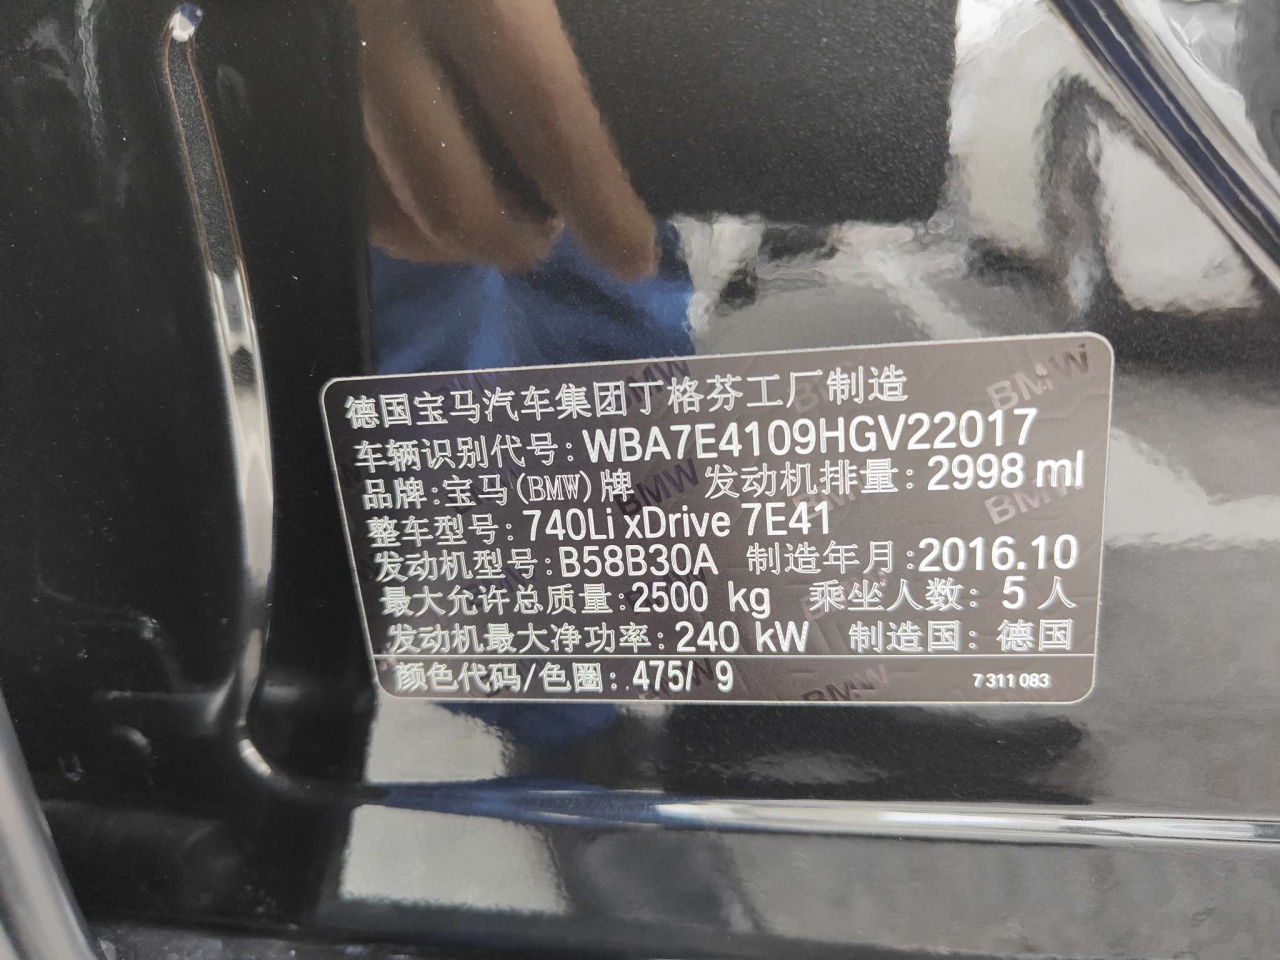 德国宝马汽车集团丁格芬工厂制造
车辆识别代号: WBA7E4109HGV22017
品牌: 宝马(BMW)牌 发动机排量: 2998 ml
整车型号: 740Li xDrive 7E41
发动机型号: B58B30A 制造年月: 2016.10
最大允许总质量: 2500 kg 乘坐人数: 5 人
发动机最大净功率: 240 kW 制造国: 德国
颜色代码/色圈: 475/ 9 7 311 083